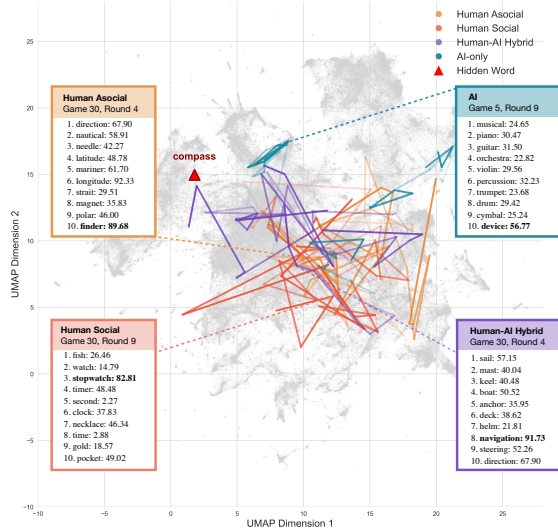 Human Asocial
Human Social
Human-AI Hybrid
AI-only
Hidden Word
25
20
15
10
5
0
−5
−10
UMAP Dimension 2
Human Asocial
Game 30, Round 4
1. direction: 67.90
2. nautical: 58.91
3. needle: 42.27
4. latitude: 48.78
5. mariner: 61.70
6. longitude: 92.33
7. strait: 29.51
8. magnet: 35.83
9. polar: 46.00
10. finder: 89.68
compass
AI
Game 5, Round 9
1. musical: 24.65
2. piano: 30.47
3. guitar: 31.50
4. orchestra: 22.82
5. violin: 29.56
6. percussion: 32.23
7. trumpet: 23.68
8. drum: 29.42
9. cymbal: 25.24
10. device: 56.77
Human Social
Game 30, Round 9
1. fish: 26.46
2. watch: 14.79
3. stopwatch: 82.81
4. timer: 48.48
5. second: 2.27
6. clock: 37.83
7. necklace: 46.34
8. time: 2.88
9. gold: 18.57
10. pocket: 49.02
Human-AI Hybrid
Game 30, Round 4
1. sail: 57.15
2. mast: 40.04
3. keel: 40.48
4. boat: 50.52
5. anchor: 35.95
6. deck: 38.62
7. helm: 21.81
8. navigation: 91.73
9. steering: 52.26
10. direction: 67.90
−10 −5 0 5 10 15 20 25
UMAP Dimension 1